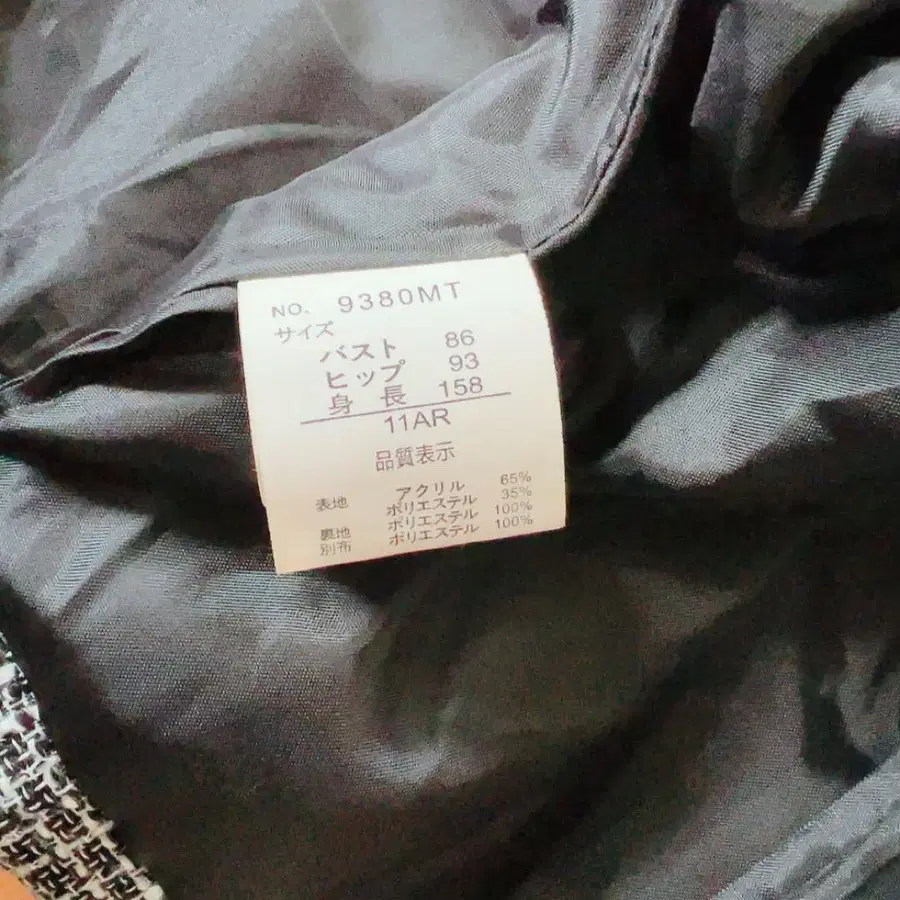 NO. 9380MT
サイズ
バスト 86
ヒップ 93
身長 158
11AR
品質表示
表地 アクリル 65%
ポリエステル 35%
裏地 ポリエステル 100%
別布 ポリエステル 100%